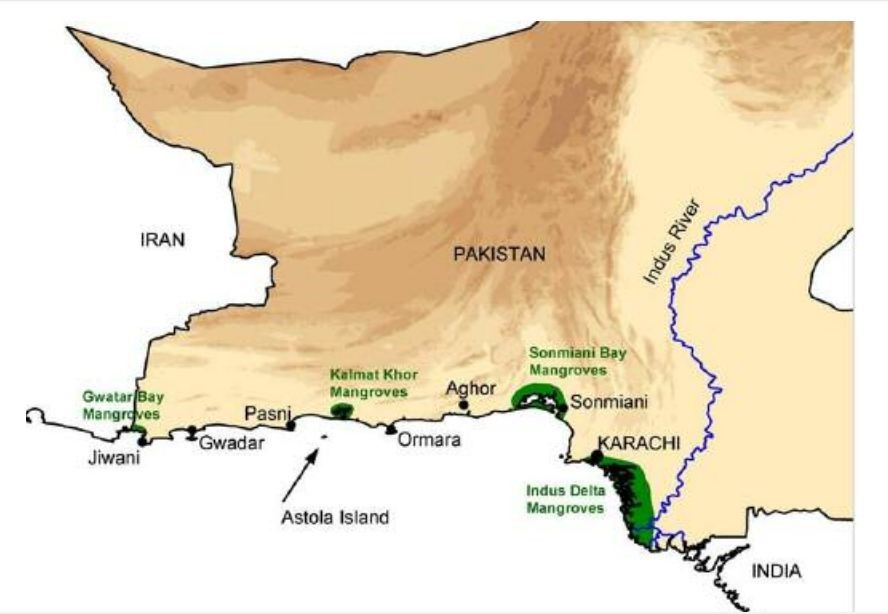 IRAN
PAKISTAN
Indus River
Gwatar Bay
Mangroves
Kalmat Khor
Mangroves
Sonmiani Bay
Mangroves
Aghor
Sonmiani
Pasni
Gwadar
Jiwani
Ormara
KARACHI
Astola Island
Indus Delta
Mangroves
INDIA